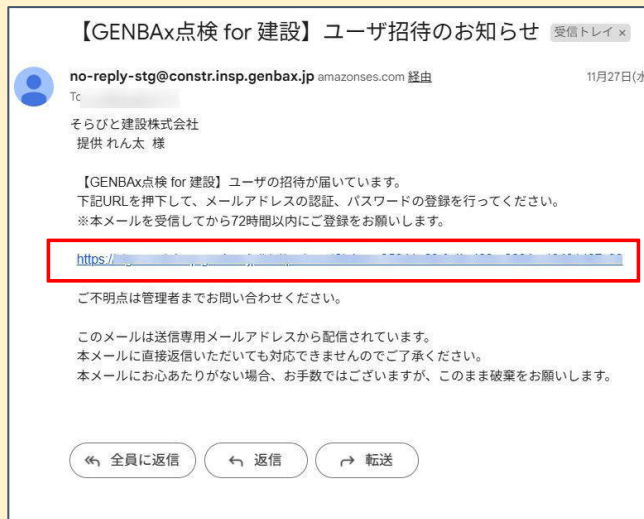 【GENBAx点検 for 建設】ユーザ招待のお知らせ 受信トレイ ×
no-reply-stg@constr.insp.genbax.jp amazonses.com 経由 11月27日(水
To
そらびと建設株式会社
提供 れん太 様
【GENBAx点検 for 建設】ユーザの招待が届いています。
下記URLを押下して、メールアドレスの認証、パスワードの登録を行ってください。
※本メールを受信してから72時間以内にご登録をお願いします。
https:/
ご不明点は管理者までお問い合わせください。
このメールは送信専用メールアドレスから配信されています。
本メールに直接返信いただいても対応できませんのでご了承ください。
本メールにお心あたりがない場合、お手数ではございますが、このまま破棄をお願いします。
全員に返信 返信 転送